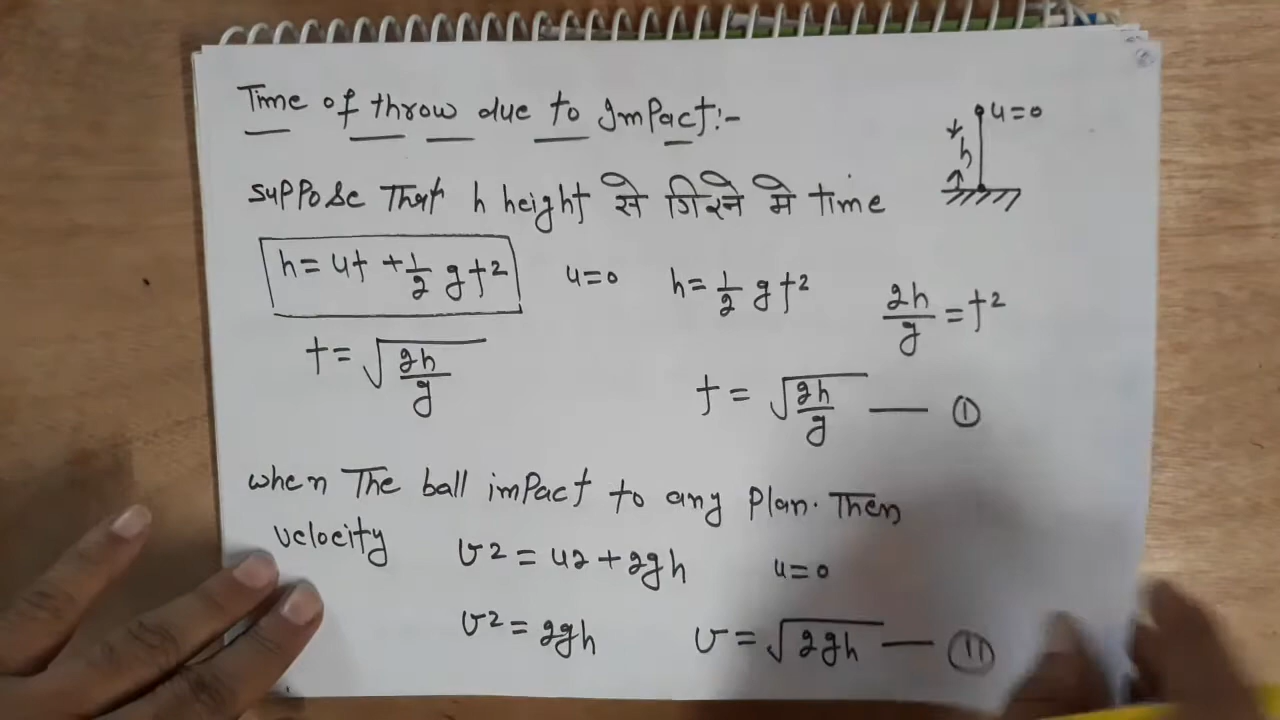 Time of throw due to Impact:-
u=0
h
suppose That h height से गिरने मे time
h = ut + 1/2 gt²
u=0
h = 1/2 gt²
2h/g = t²
t = √(2h/g)
t = √(2h/g) — (1)
when The ball impact to any plan. Then
velocity
v² = u2 + 2gh
u=0
v² = 2gh
v = √2gh — (11)